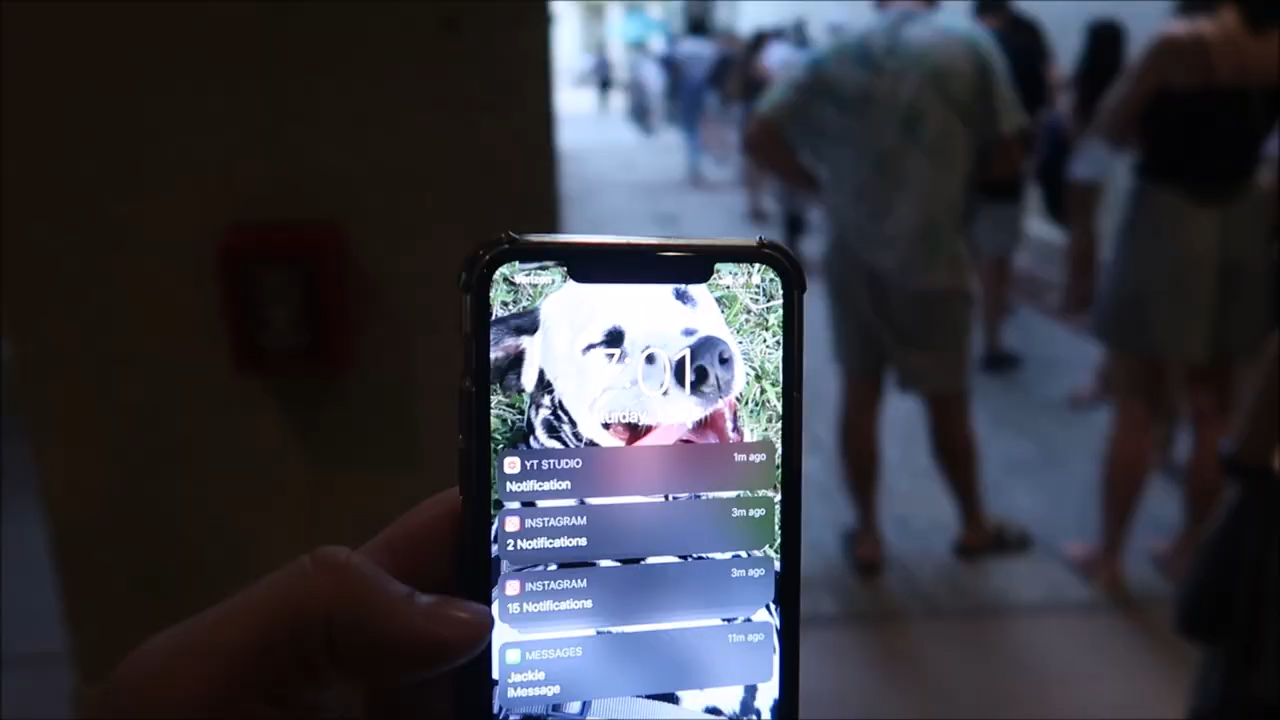 Verizon
7:01
YT STUDIO
1m ago
Notification
INSTAGRAM
3m ago
2 Notifications
INSTAGRAM
3m ago
15 Notifications
MESSAGES
11m ago
Jackie
iMessage